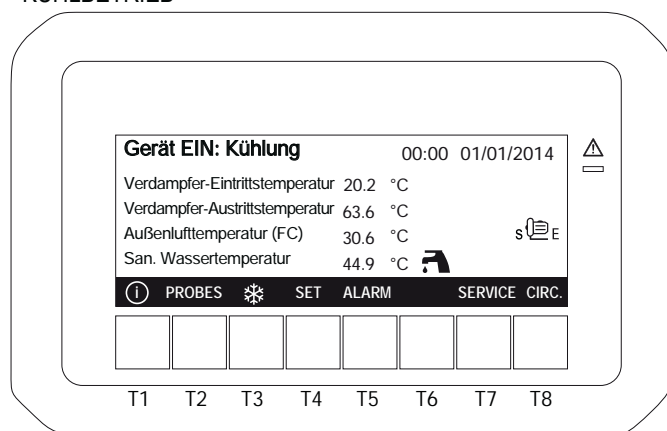 KÜHLBETRIEB
Gerät EIN: Kühlung 00:00 01/01/2014
Verdampfer-Eintrittstemperatur 20.2 °C
Verdampfer-Austrittstemperatur 63.6 °C
Außenlufttemperatur (FC) 30.6 °C S E
San. Wassertemperatur 44.9 °C
i PROBES SET ALARM SERVICE CIRC.
T1 T2 T3 T4 T5 T6 T7 T8